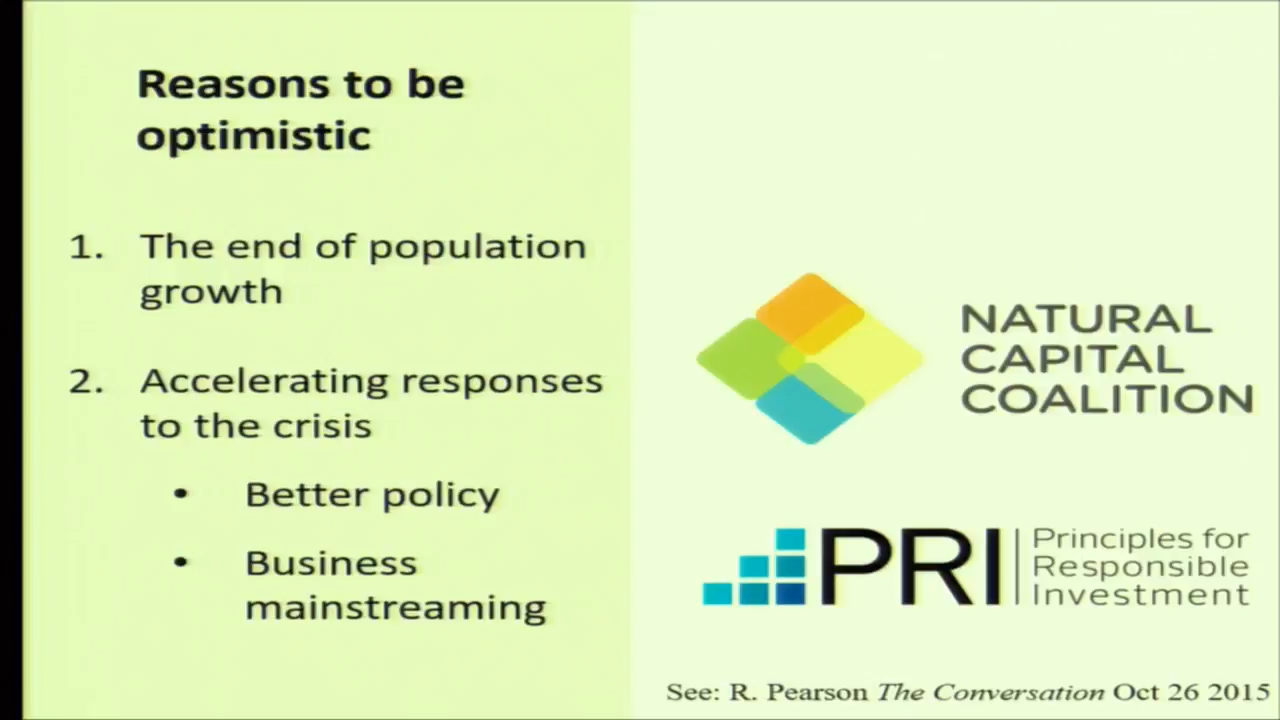 Reasons to be
optimistic
1. The end of population
growth
2. Accelerating responses
to the crisis
• Better policy
• Business
mainstreaming
NATURAL
CAPITAL
COALITION
PRI
Principles for
Responsible
Investment
See: R. Pearson The Conversation Oct 26 2015